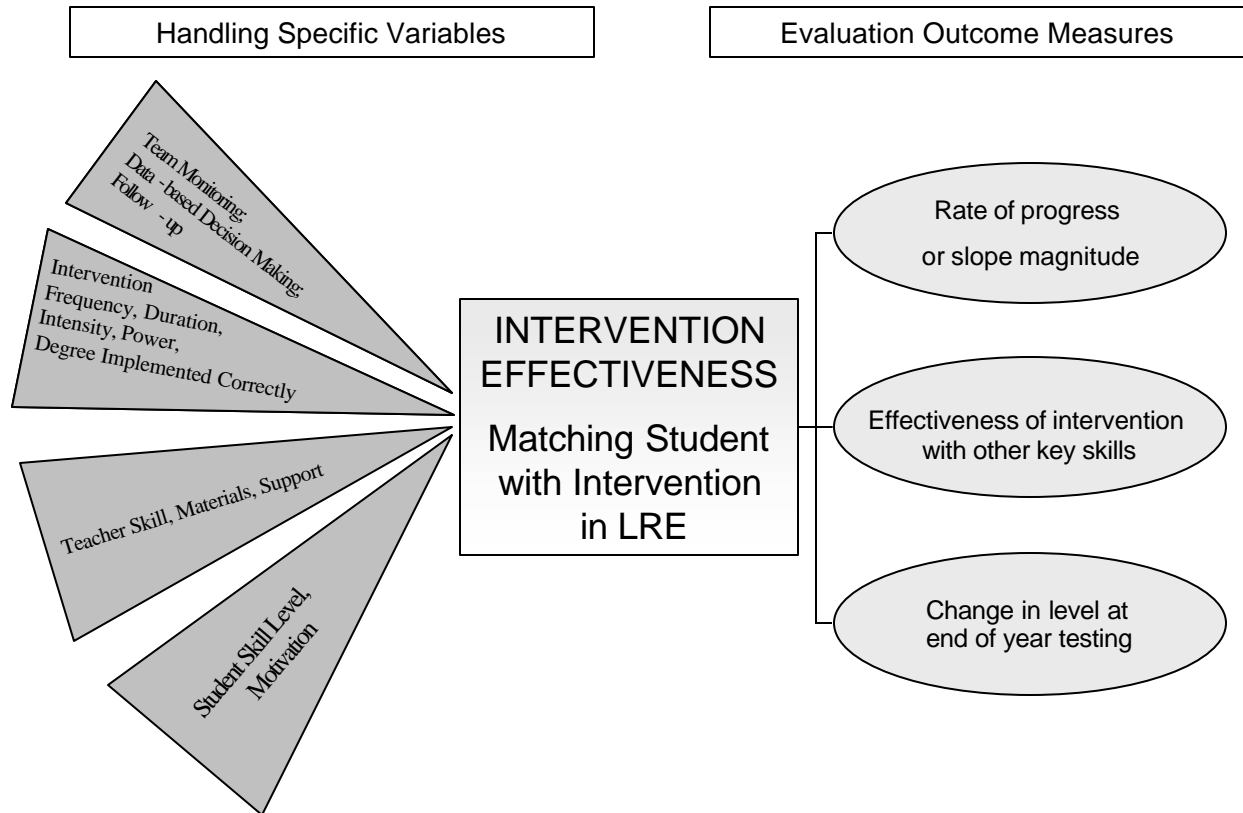 Handling Specific Variables
Evaluation Outcome Measures
Team Monitoring;
Data -based Decision Making;
Follow - up
Intervention
Frequency, Duration,
Intensity, Power,
Degree Implemented Correctly
Teacher Skill, Materials, Support
Student Skill Level,
Motivation
INTERVENTION
EFFECTIVENESS
Matching Student
with Intervention
in LRE
Rate of progress
or slope magnitude
Effectiveness of intervention
with other key skills
Change in level at
end of year testing